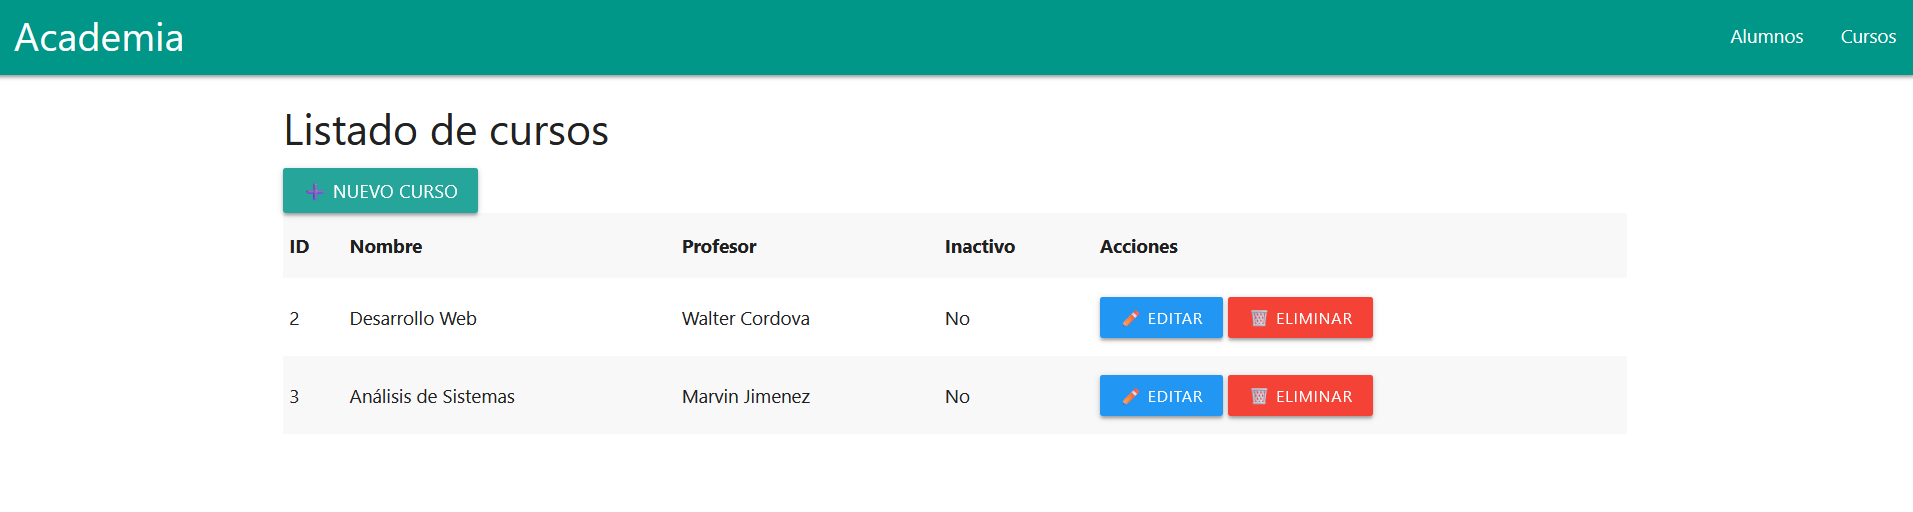 Academia Alumnos Cursos
Listado de cursos
➕ NUEVO CURSO
ID Nombre Profesor Inactivo Acciones
2 Desarrollo Web Walter Cordova No EDITAR ELIMINAR
3 Análisis de Sistemas Marvin Jimenez No EDITAR ELIMINAR